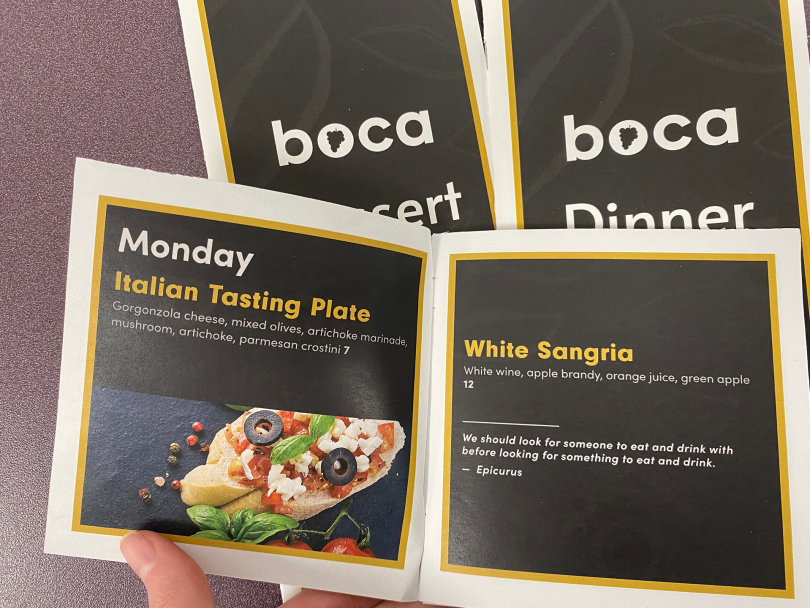 boca
boca
Dinner
Monday
Italian Tasting Plate
Gorgonzola cheese, mixed olives, artichoke marinade,
mushroom, artichoke, parmesan crostini 7
White Sangria
White wine, apple brandy, orange juice, green apple
12
We should look for someone to eat and drink with
before looking for something to eat and drink.
— Epicurus